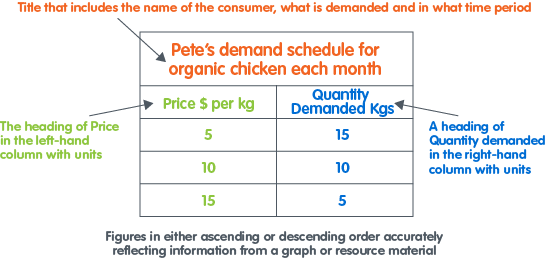 Title that includes the name of the consumer, what is demanded and in what time period
Pete's demand schedule for
organic chicken each month
Price $ per kg
Quantity
Demanded Kgs
The heading of Price
in the left-hand
column with units
5
15
A heading of
Quantity demanded
in the right-hand
column with units
10
10
15
5
Figures in either ascending or descending order accurately
reflecting information from a graph or resource material